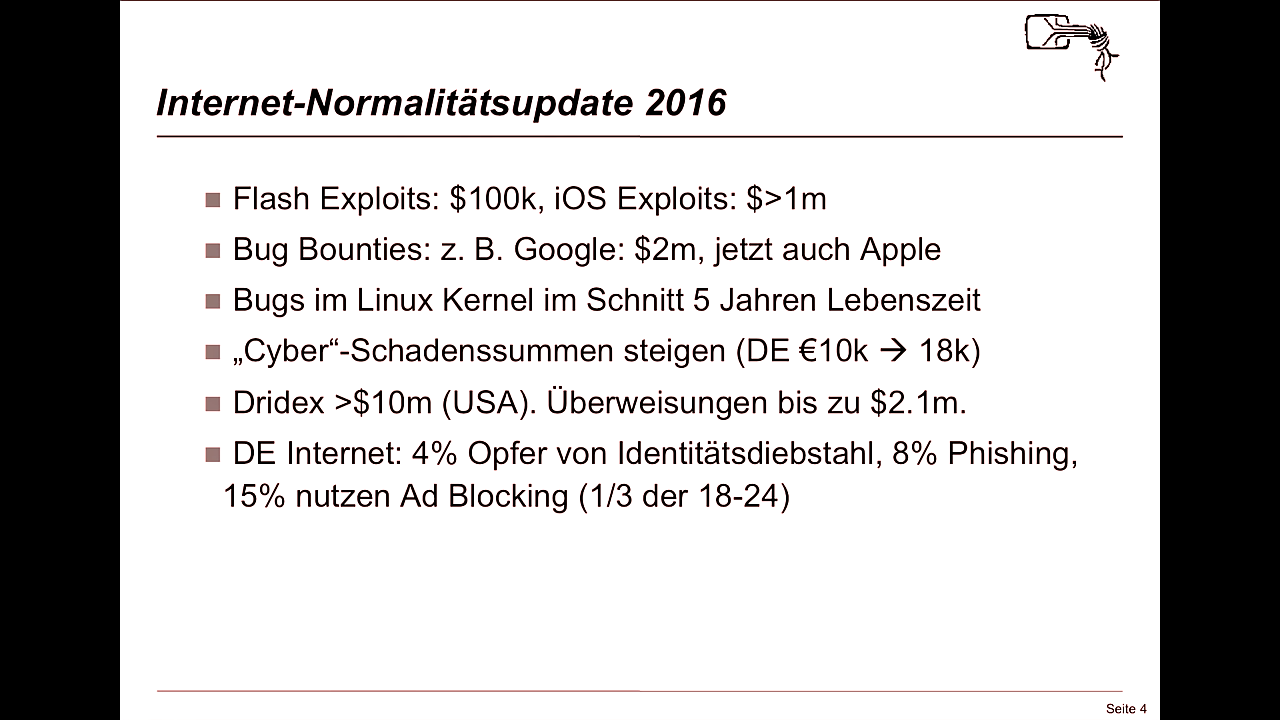 Internet-Normalitätsupdate 2016
Flash Exploits: $100k, iOS Exploits: $>1m
Bug Bounties: z. B. Google: $2m, jetzt auch Apple
Bugs im Linux Kernel im Schnitt 5 Jahren Lebenszeit
„Cyber“-Schadenssummen steigen (DE €10k → 18k)
Dridex >$10m (USA). Überweisungen bis zu $2.1m.
DE Internet: 4% Opfer von Identitätsdiebstahl, 8% Phishing,
15% nutzen Ad Blocking (1/3 der 18-24)
Seite 4